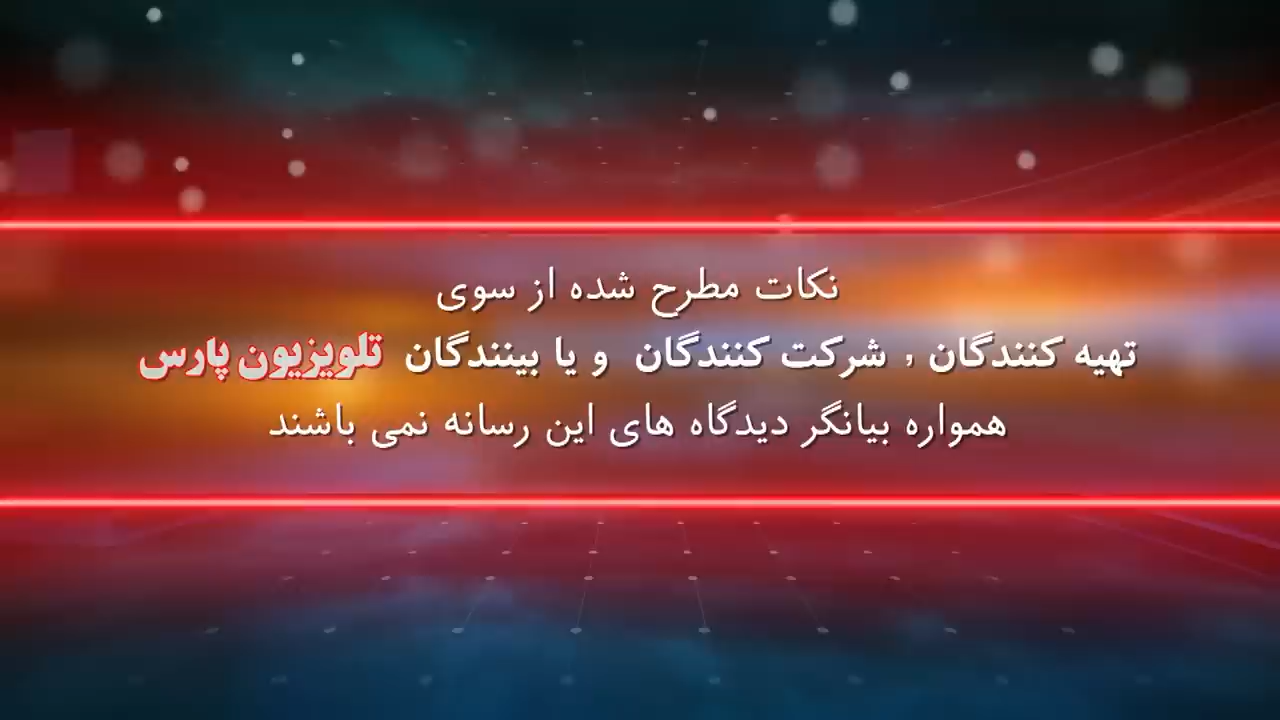 نکات مطرح شده از سوی
تهیه کنندگان , شرکت کنندگان و یا بینندگان تلویزیون پارس
همواره بیانگر دیدگاه های این رسانه نمی باشند